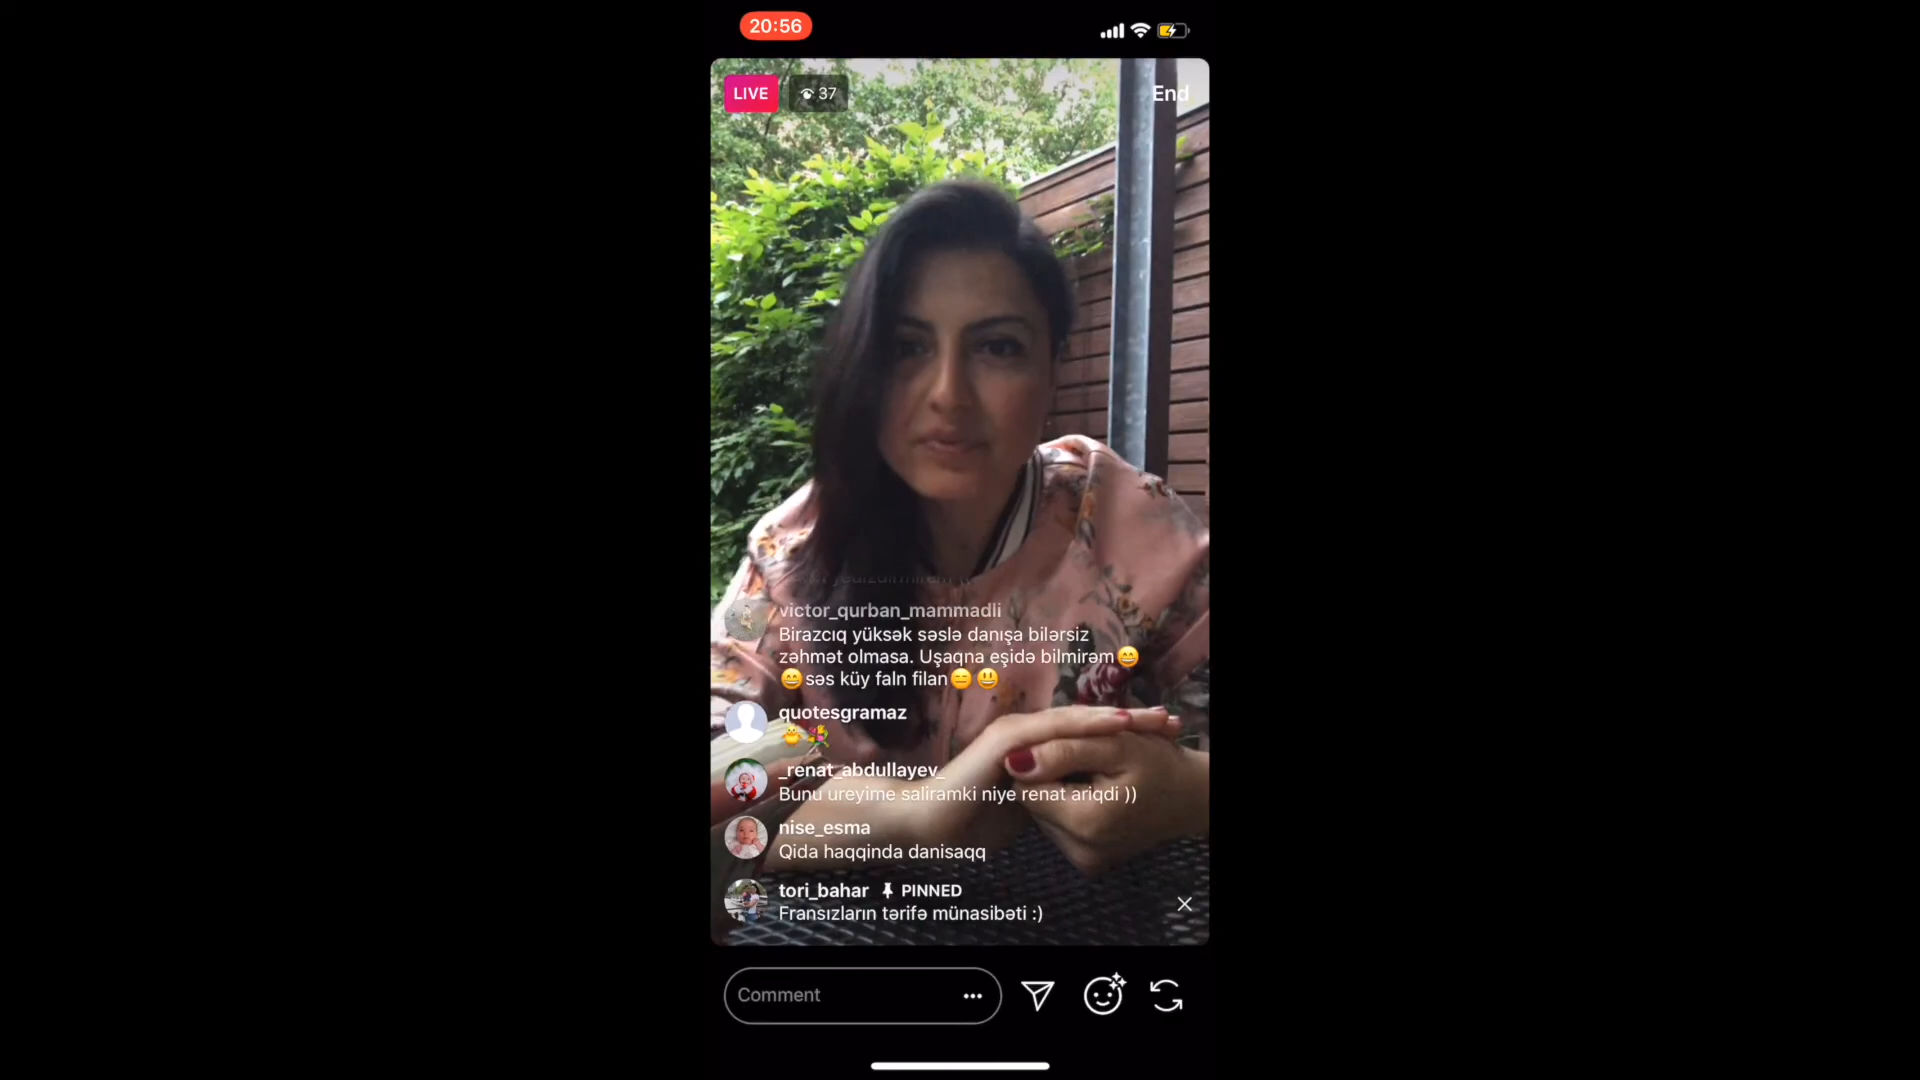 20:56
LIVE
37
End
victor_qurban_mammadli
Birazcıq yüksək səslə danışa bilərsiz
zəhmət olmasa. Uşaqna eşidə bilmirəm😁
😄səs küy faln filan😑😃
quotesgramaz
🐥💐
_renat_abdullayev_
Bunu ureyime saliramki niye renat ariqdi ))
nise_esma
Qida haqqinda danisaqq
tori_bahar PINNED
Fransızların tərifə münasibəti :)
Comment